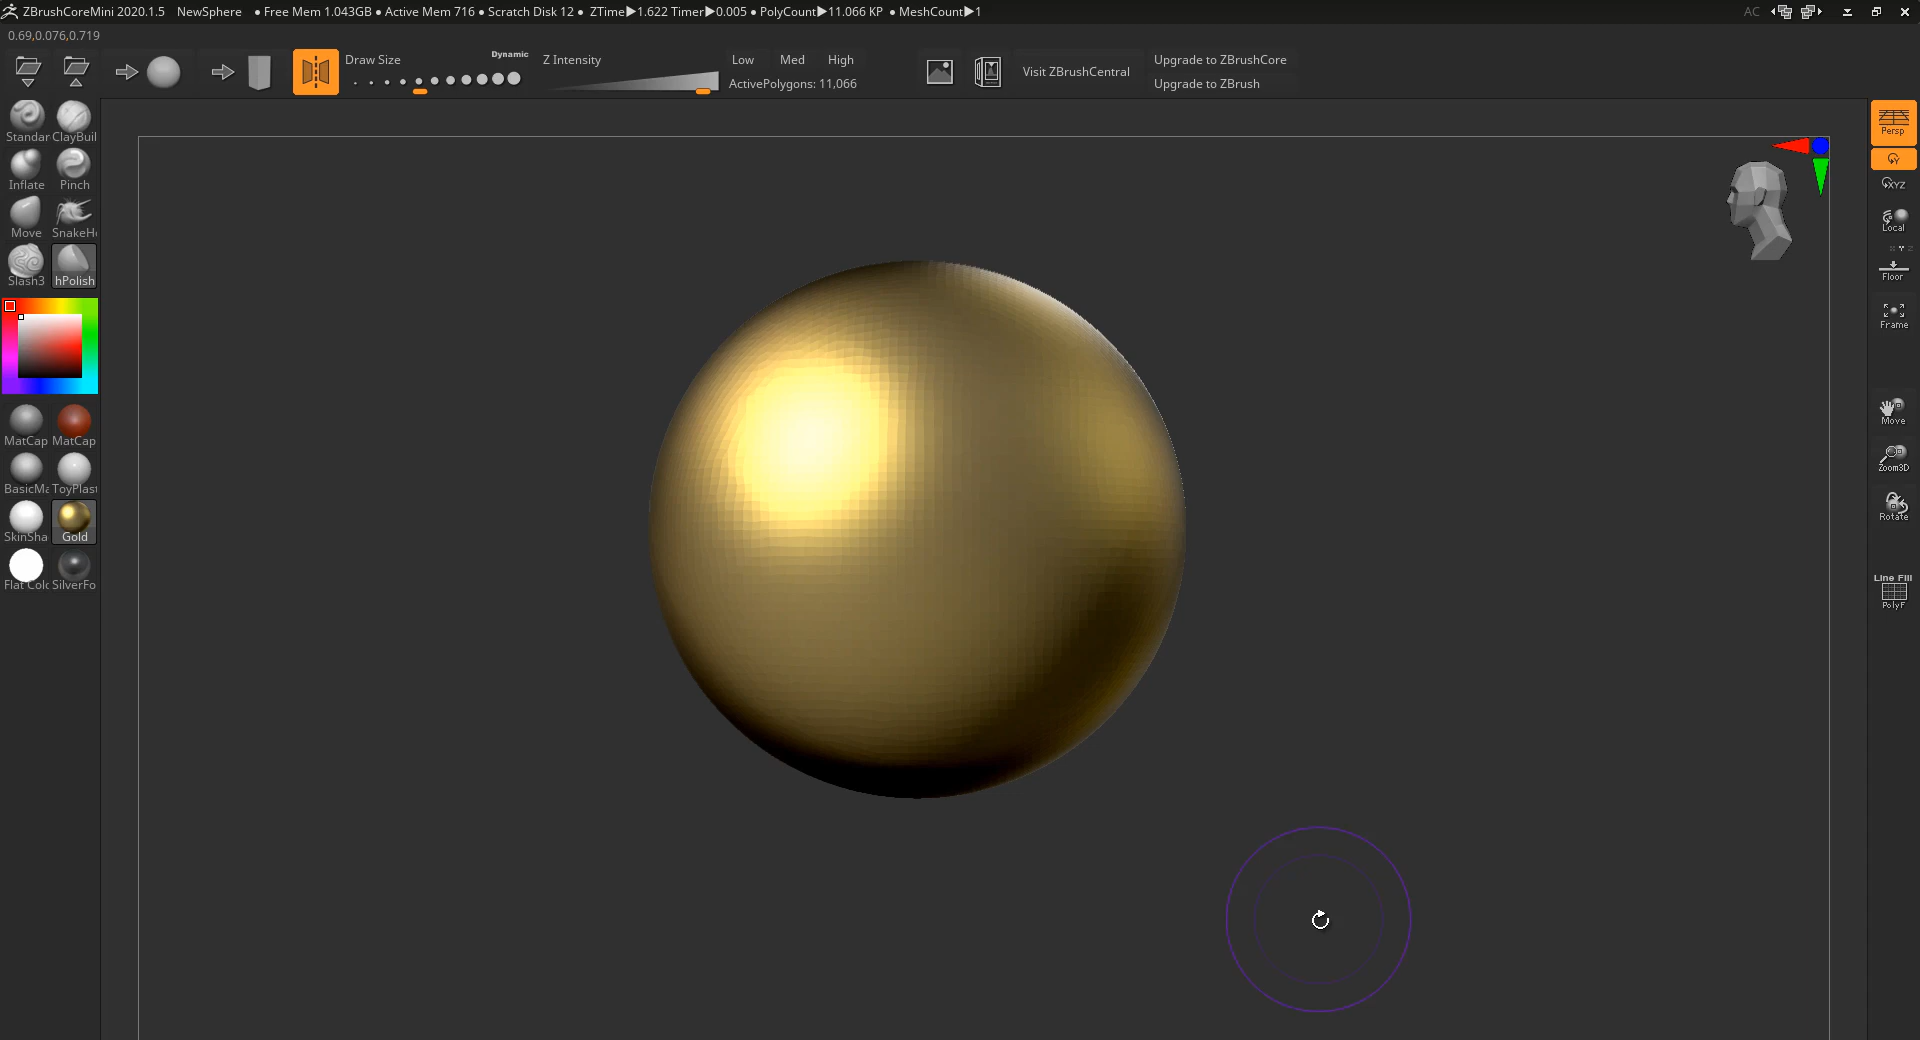 ZBrushCoreMini 2020.1.5 NewSphere • Free Mem 1.043GB • Active Mem 716 • Scratch Disk 12 • ZTime▶1.622 Timer▶0.005 • PolyCount▶11.066 KP • MeshCount▶1
AC
0.69,0.076,0.719
Draw Size
Dynamic
Z Intensity
Low Med High
ActivePolygons: 11,066
Visit ZBrushCentral
Upgrade to ZBrushCore
Upgrade to ZBrush
Standar ClayBuil
Inflate Pinch
Move SnakeH
Slash3 hPolish
MatCap MatCap
BasicMa ToyPlast
SkinSha Gold
Flat Colo SilverFo
Persp
Y
XYZ
Local
Floor
Frame
Move
Zoom3D
Rotate
Line Fill
PolyF